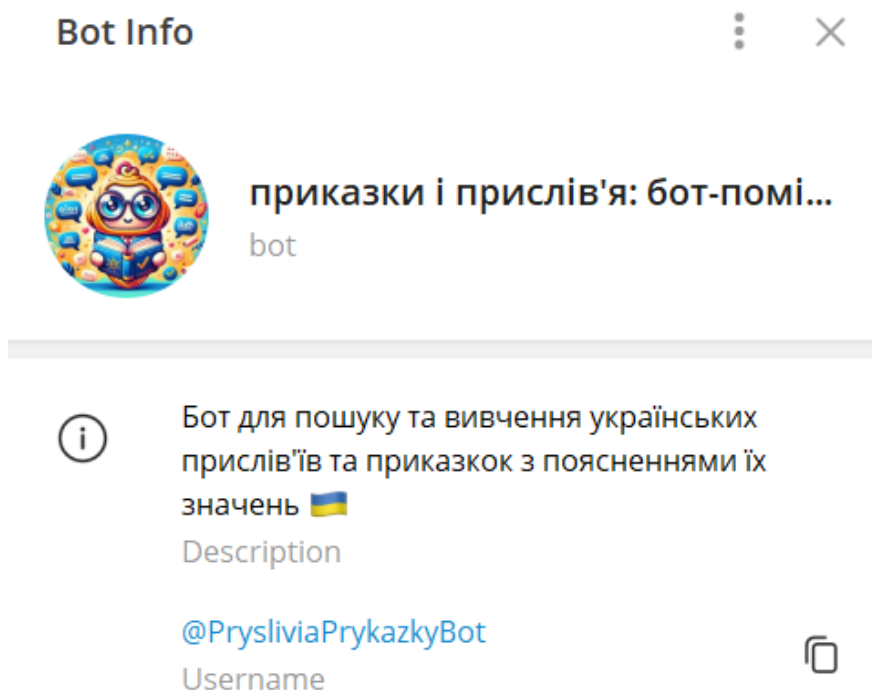 Bot Info
приказки і прислів'я: бот-помі...
bot
Бот для пошуку та вивчення українських
прислів'їв та приказкок з поясненнями їх
значень 🇺🇦
Description
@PrysliviaPrykazkyBot
Username